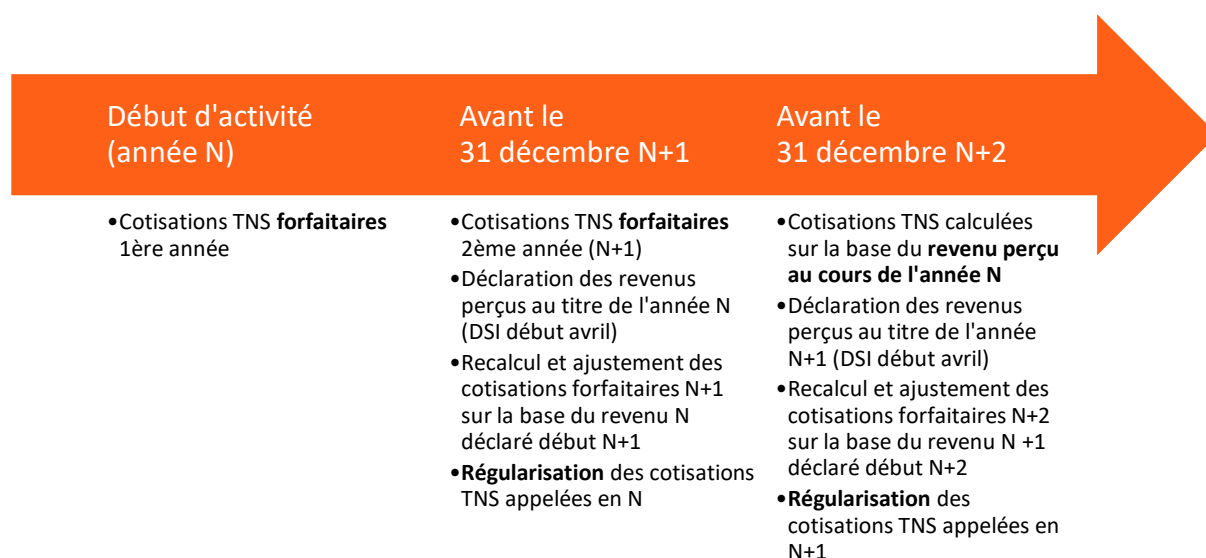 Début d'activité
(année N)
•Cotisations TNS forfaitaires
1ère année
Avant le
31 décembre N+1
•Cotisations TNS forfaitaires
2ème année (N+1)
•Déclaration des revenus
perçus au titre de l'année N
(DSI début avril)
•Recalcul et ajustement des
cotisations forfaitaires N+1
sur la base du revenu N
déclaré début N+1
•Régularisation des cotisations
TNS appelées en N
Avant le
31 décembre N+2
•Cotisations TNS calculées
sur la base du revenu perçu
au cours de l'année N
•Déclaration des revenus
perçus au titre de l'année
N+1 (DSI début avril)
•Recalcul et ajustement des
cotisations forfaitaires N+2
sur la base du revenu N +1
déclaré début N+2
•Régularisation des
cotisations TNS appelées en
N+1